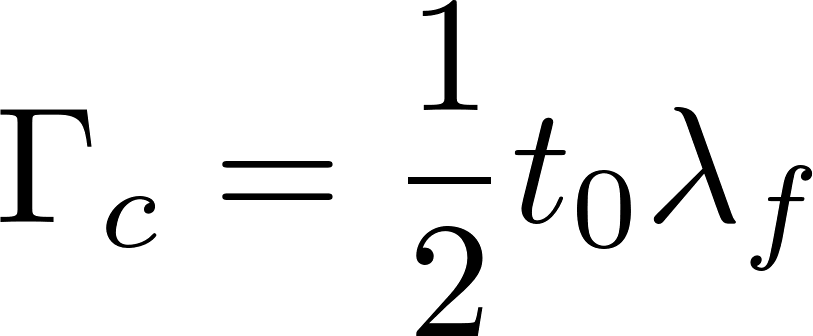 Γ_c = \frac{1}{2} t_0 λ_f